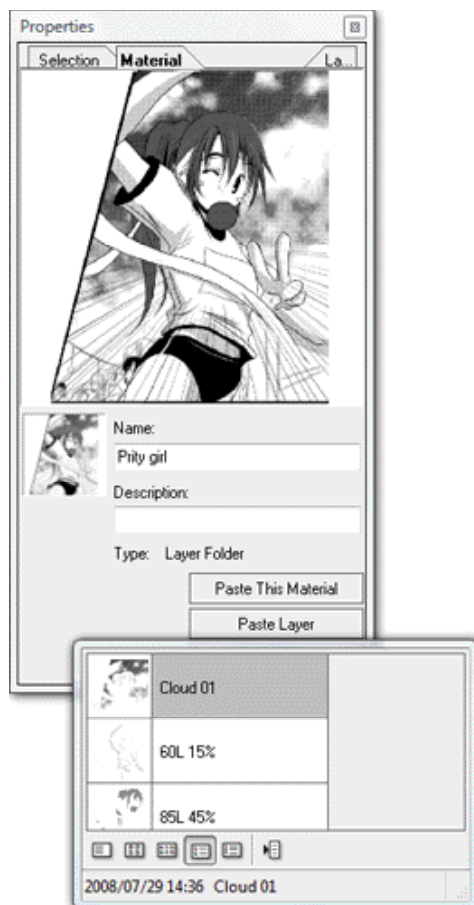 Properties
Selection Material La...
Name:
Prity girl
Description:
Type: Layer Folder
Paste This Material
Paste Layer
Cloud 01
60L 15%
85L 45%
2008/07/29 14:36 Cloud 01